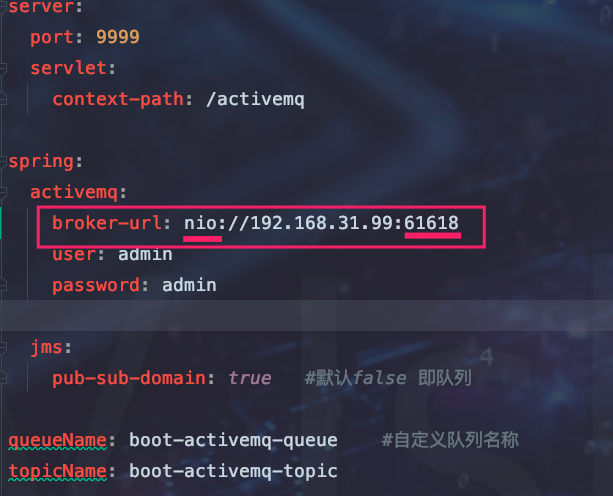 server:
  port: 9999
  servlet:
    context-path: /activemq
spring:
  activemq:
    broker-url: nio://192.168.31.99:61618
    user: admin
    password: admin
  jms:
    pub-sub-domain: true   #默认false 即队列
queueName: boot-activemq-queue    #自定义队列名称
topicName: boot-activemq-topic